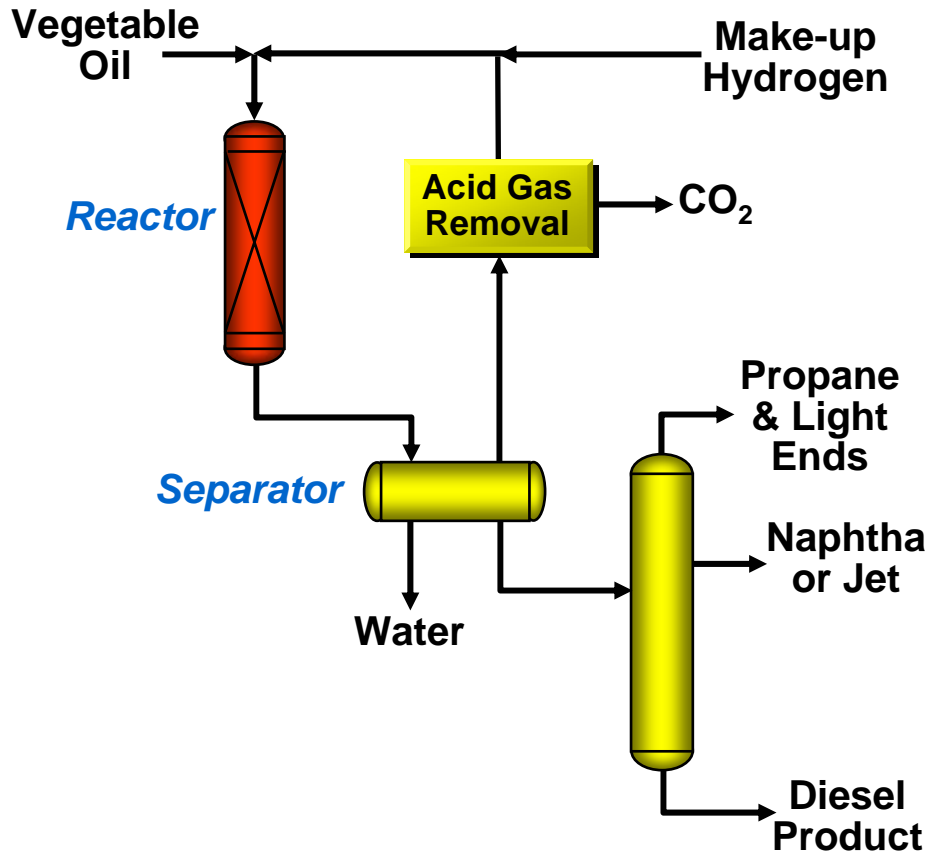 Vegetable
Oil
Make-up
Hydrogen
Reactor
Acid Gas
Removal
CO₂
Propane
& Light
Ends
Separator
Naphtha
or Jet
Water
Diesel
Product